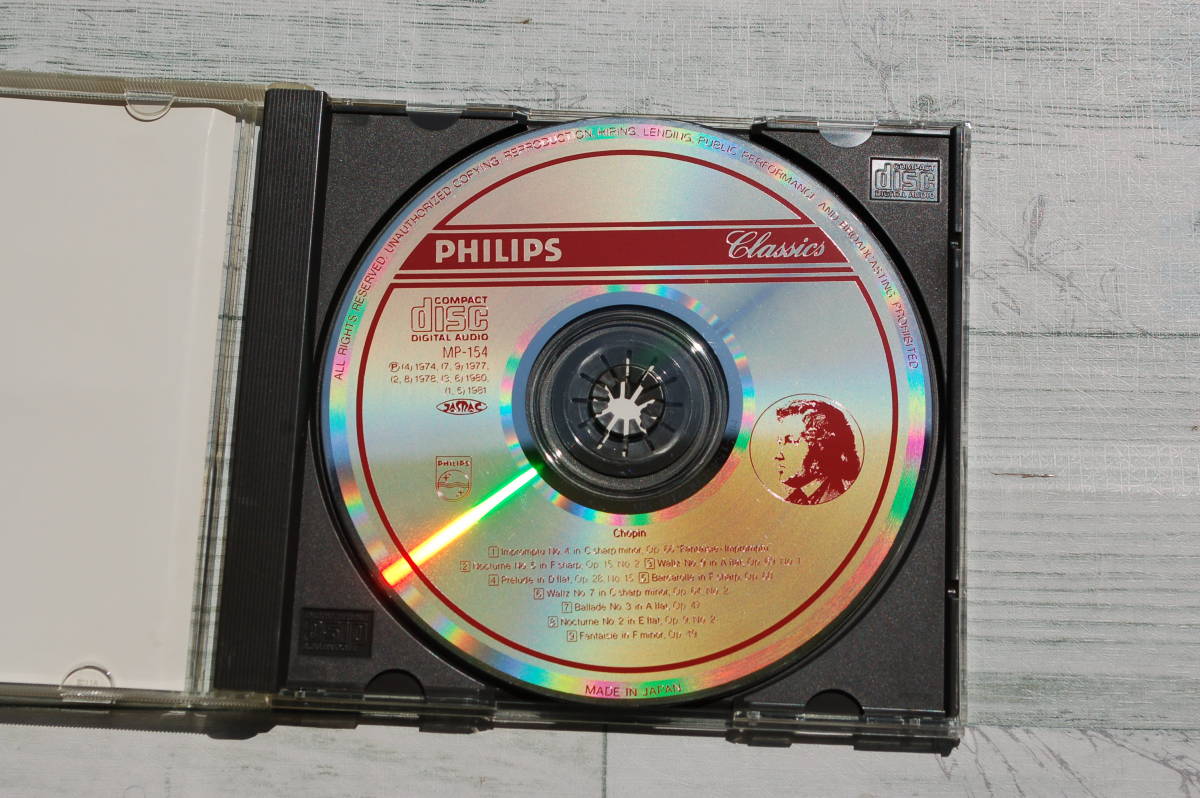 ALL RIGHTS RESERVED. UNAUTHORIZED COPYING, REPRODUCTION, HIRING, LENDING, PUBLIC PERFORMANCE AND BROADCASTING PROHIBITED
COMPACT
disc
DIGITAL AUDIO
PHILIPS Classics
COMPACT
disc
DIGITAL AUDIO
MP-154
℗(4) 1974, (7, 9) 1977,
(2, 8) 1978, (3, 6) 1980,
(1, 5) 1981
JASRAC
PHILIPS
Chopin
1 Impromptu No. 4 in C sharp minor, Op. 66 "Fantaisie-Impromptu"
2 Nocturne No. 5 in F sharp, Op. 15, No. 2 3 Waltz No. 9 in A flat, Op. 69, No. 1
4 Prelude in D flat, Op. 28, No. 15 5 Barcarolle in F sharp, Op. 60
6 Waltz No. 7 in C sharp minor, Op. 64, No. 2
7 Ballade No. 3 in A flat, Op. 47
8 Nocturne No. 2 in E flat, Op. 9, No. 2
9 Fantaisie in F minor, Op. 49
MADE IN JAPAN